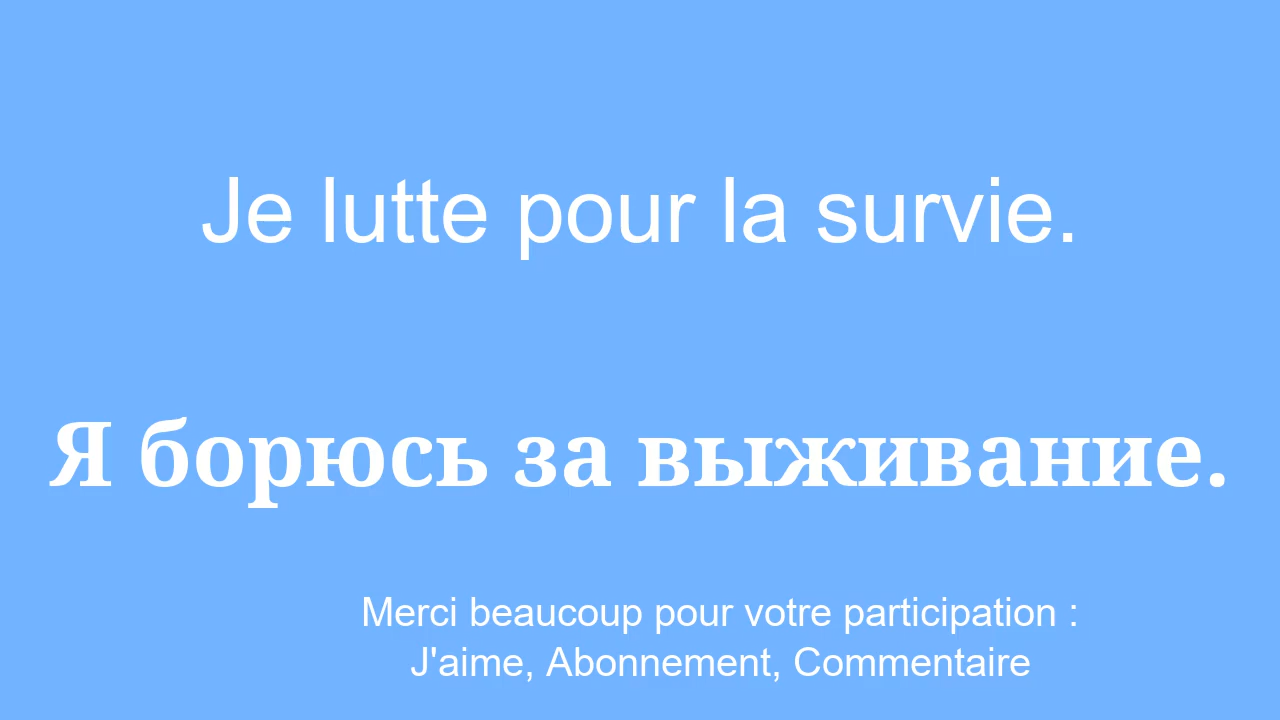 Je lutte pour la survie.
Я борюсь за выживание.
Merci beaucoup pour votre participation :
J'aime, Abonnement, Commentaire